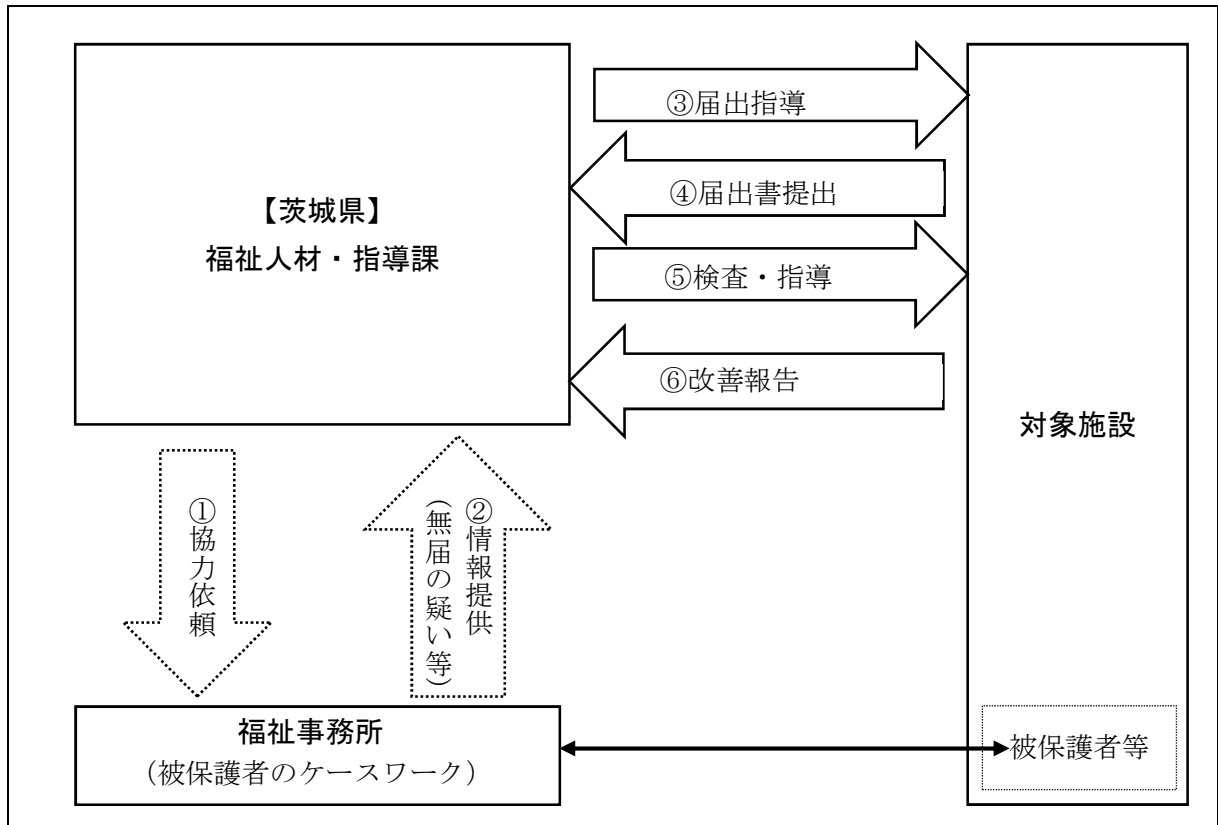 【茨城県】
福祉人材・指導課
③届出指導
④届出書提出
⑤検査・指導
⑥改善報告
対象施設
①協力依頼
②情報提供
(無届の疑い等)
福祉事務所
（被保護者のケースワーク）
被保護者等